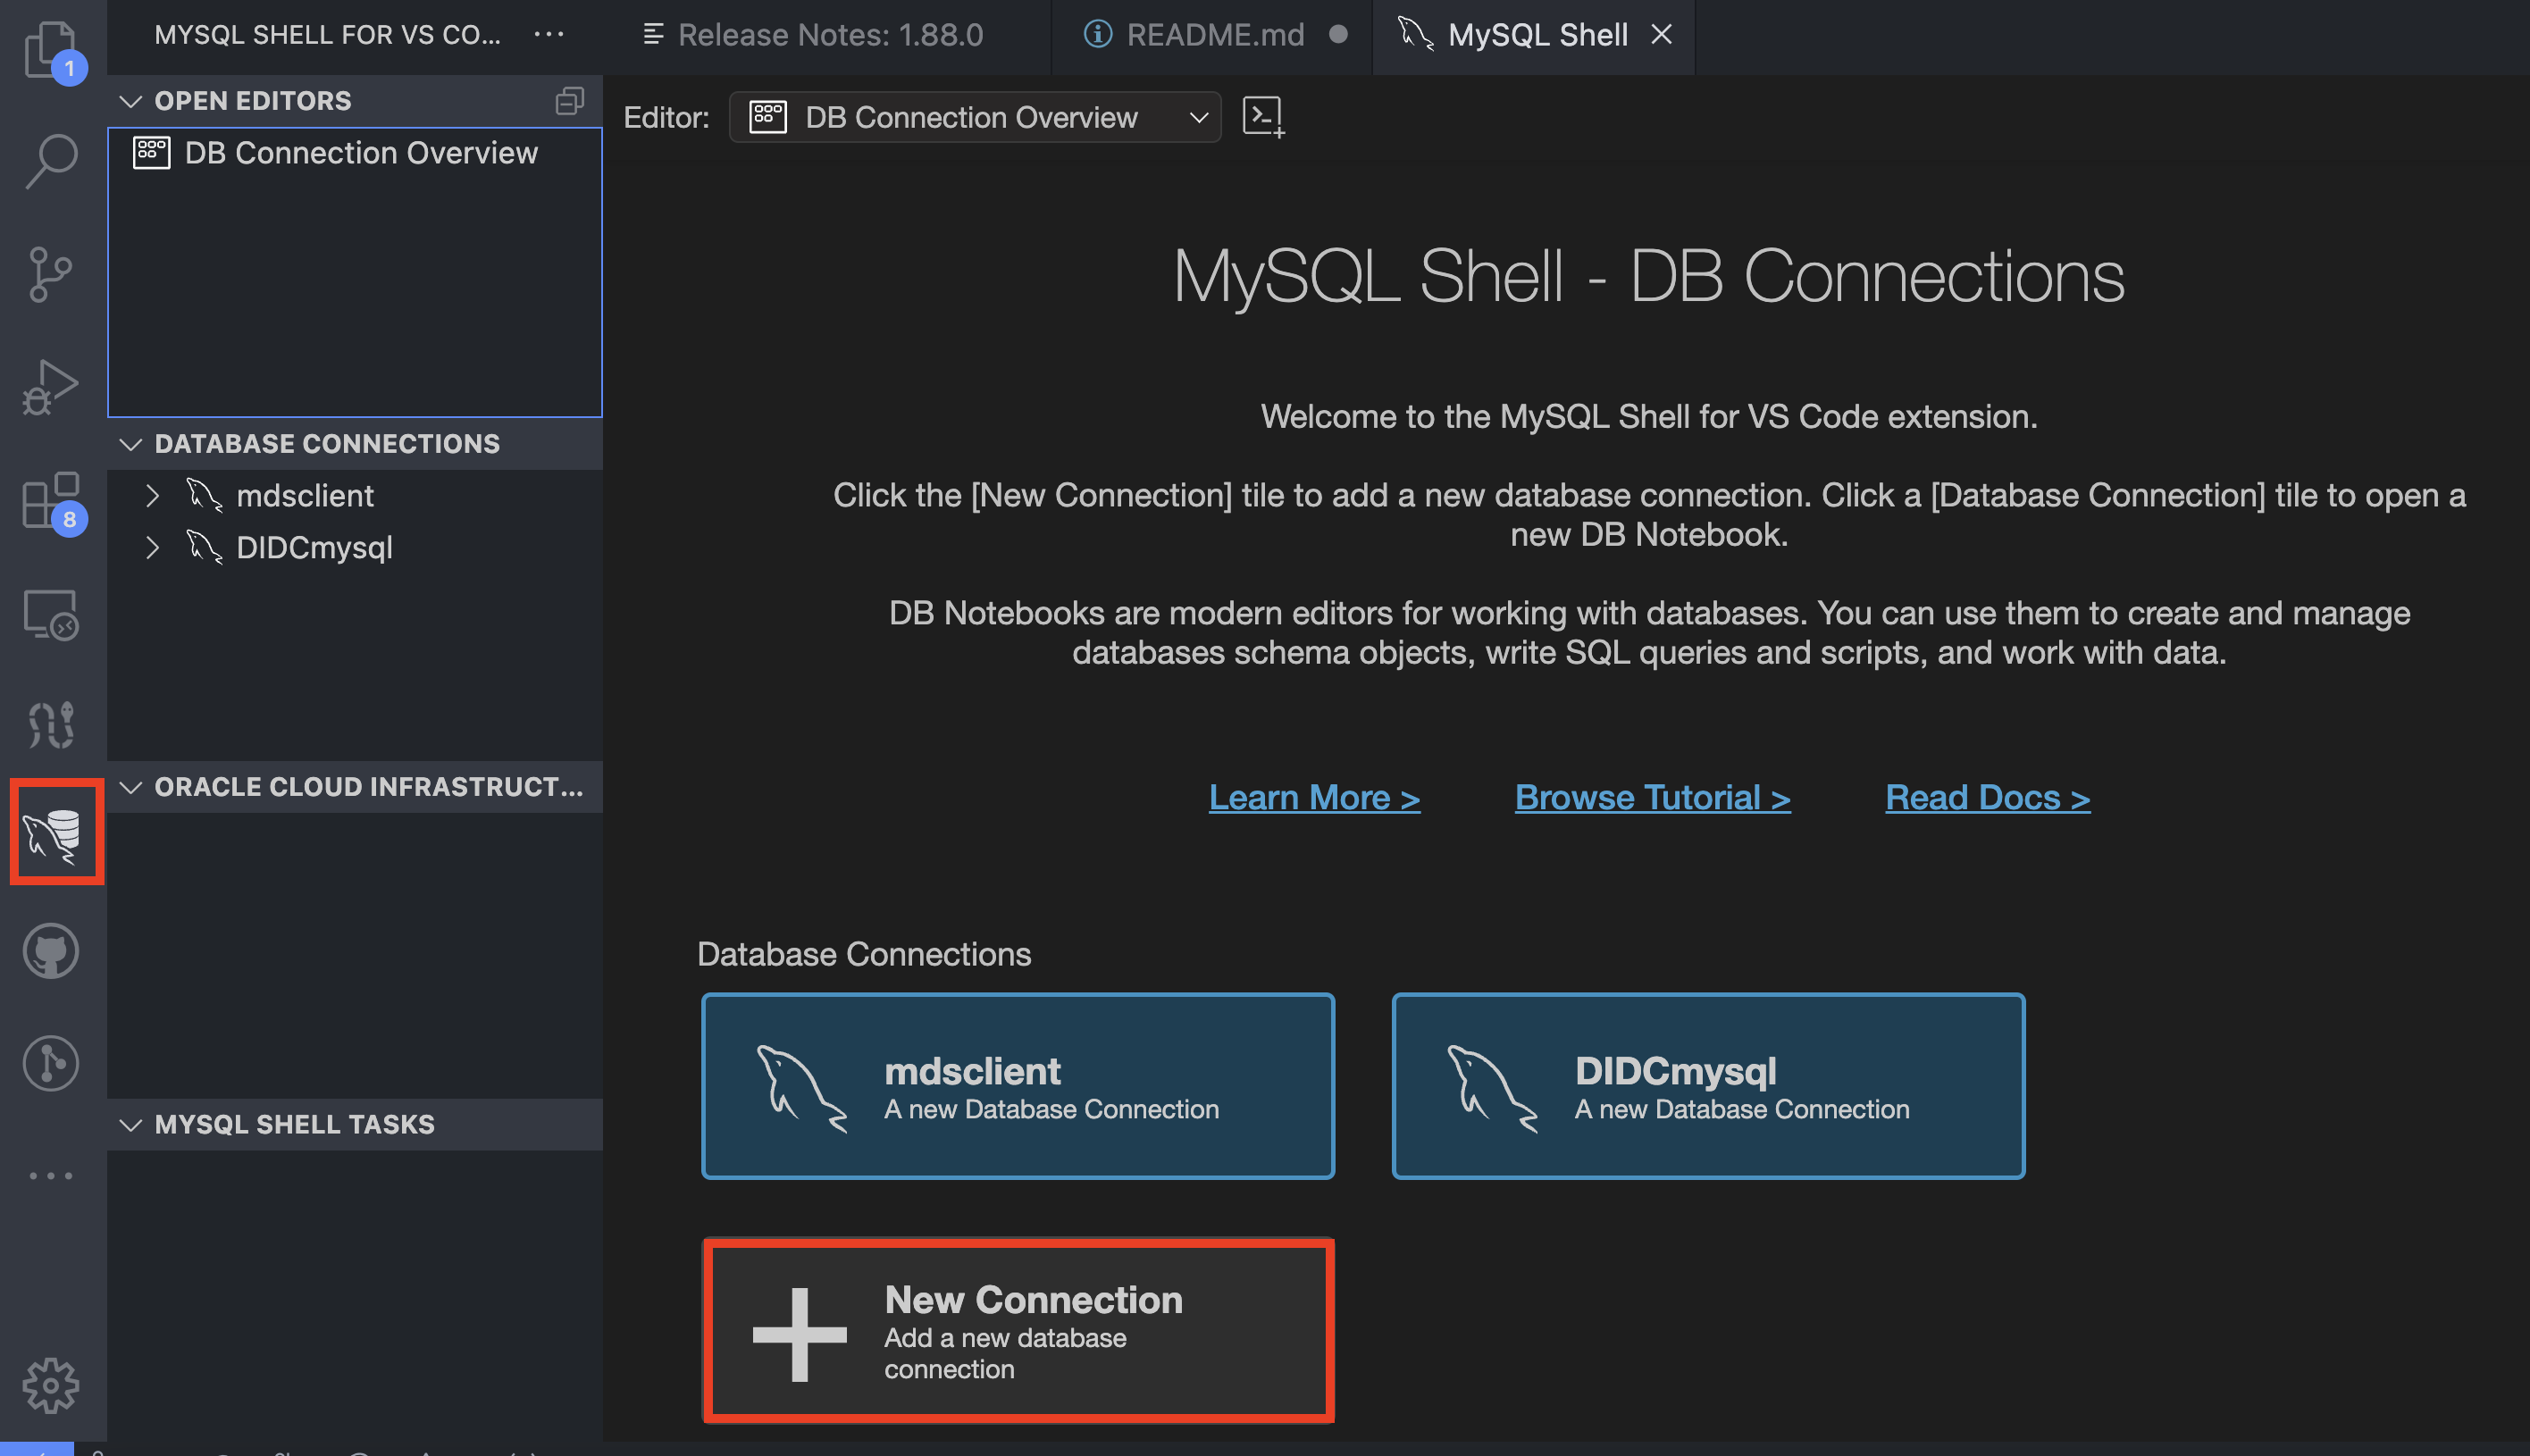 MYSQL SHELL FOR VS CO... ...
Release Notes: 1.88.0
README.md
MySQL Shell
1
OPEN EDITORS
Editor: DB Connection Overview
DB Connection Overview
MySQL Shell - DB Connections
Welcome to the MySQL Shell for VS Code extension.
DATABASE CONNECTIONS
mdsclient
DIDCmysql
8
Click the [New Connection] tile to add a new database connection. Click a [Database Connection] tile to open a
new DB Notebook.
DB Notebooks are modern editors for working with databases. You can use them to create and manage
databases schema objects, write SQL queries and scripts, and work with data.
ORACLE CLOUD INFRASTRUCT...
Learn More >
Browse Tutorial >
Read Docs >
Database Connections
mdsclient
A new Database Connection
DIDCmysql
A new Database Connection
MYSQL SHELL TASKS
New Connection
Add a new database
connection